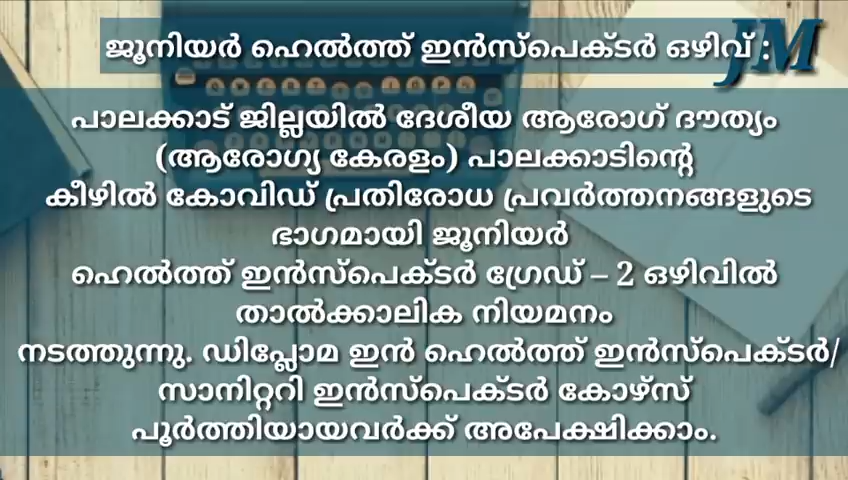 ജൂനിയർ ഹെൽത്ത് ഇൻസ്പെക്ടർ ഒഴിവ് :
JM
പാലക്കാട് ജില്ലയിൽ ദേശീയ ആരോഗ് ദൗത്യം
(ആരോഗ്യ കേരളം) പാലക്കാടിന്റെ
കീഴിൽ കോവിഡ് പ്രതിരോധ പ്രവർത്തനങ്ങളുടെ
ഭാഗമായി ജൂനിയർ
ഹെൽത്ത് ഇൻസ്പെക്ടർ ഗ്രേഡ് – 2 ഒഴിവിൽ
താൽക്കാലിക നിയമനം
നടത്തുന്നു. ഡിപ്ലോമ ഇൻ ഹെൽത്ത് ഇൻസ്പെക്ടർ/
സാനിറ്ററി ഇൻസ്പെക്ടർ കോഴ്സ്
പൂർത്തിയായവർക്ക് അപേക്ഷിക്കാം.